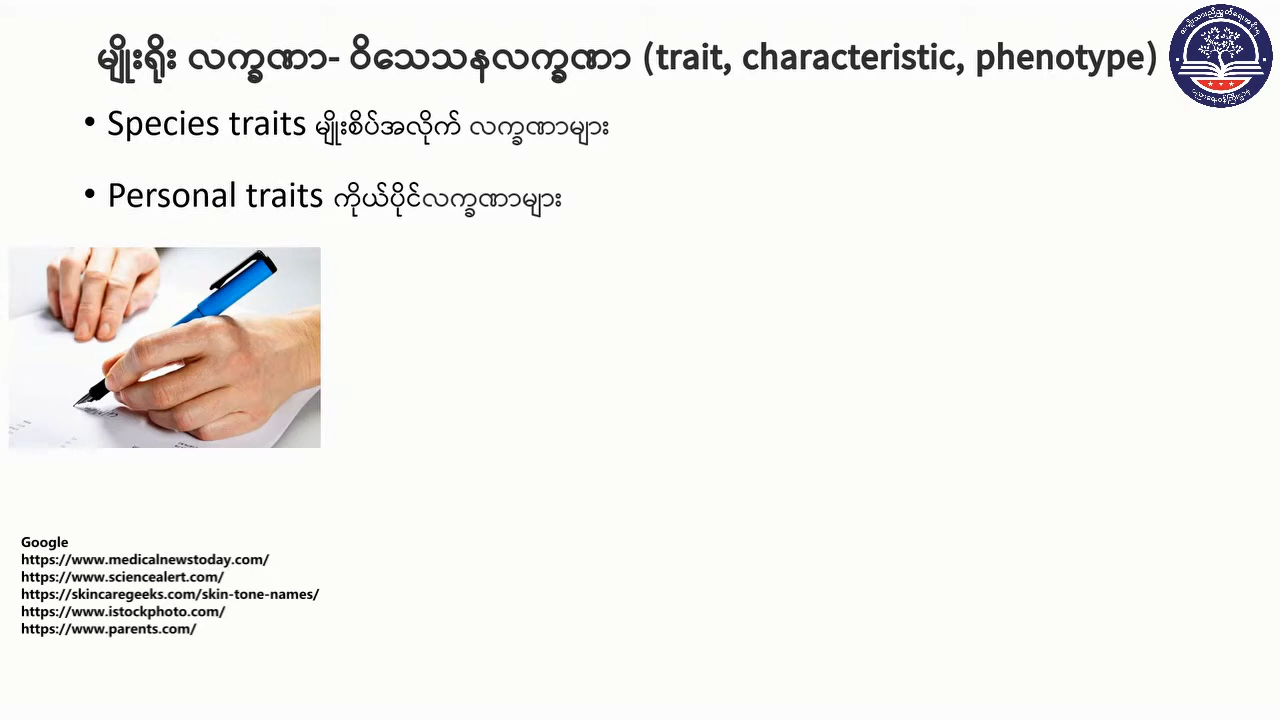 မျိုးရိုး လက္ခဏာ- ဝိသေသနလက္ခဏာ (trait, characteristic, phenotype)
• Species traits မျိုးစိပ်အလိုက် လက္ခဏာများ
• Personal traits ကိုယ်ပိုင်လက္ခဏာများ
Google
https://www.medicalnewstoday.com/
https://www.sciencealert.com/
https://skincaregeeks.com/skin-tone-names/
https://www.istockphoto.com/
https://www.parents.com/